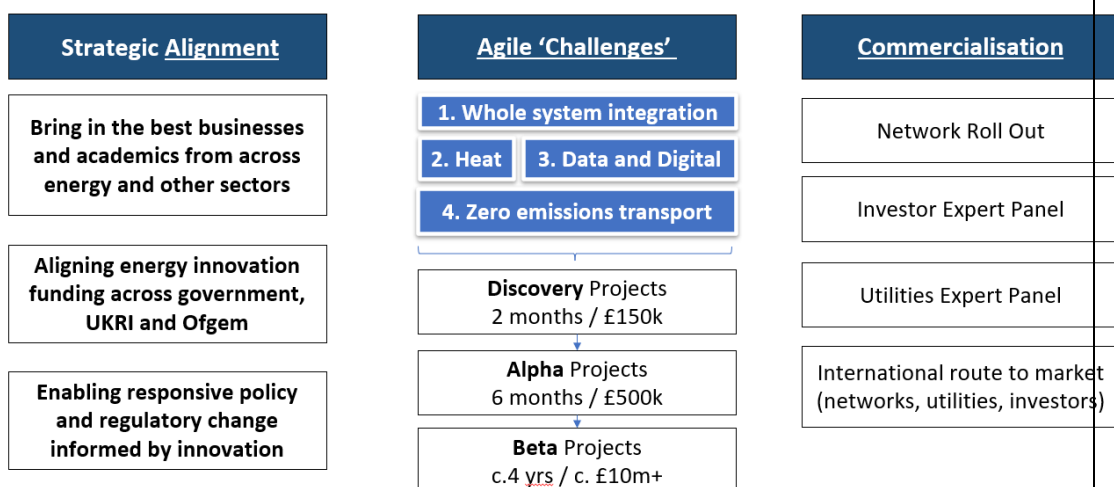 Strategic Alignment
Bring in the best businesses
and academics from across
energy and other sectors
Aligning energy innovation
funding across government,
UKRI and Ofgem
Enabling responsive policy
and regulatory change
informed by innovation
Agile ‘Challenges’
1. Whole system integration
2. Heat
3. Data and Digital
4. Zero emissions transport
Discovery Projects
2 months / £150k
Alpha Projects
6 months / £500k
Beta Projects
c.4 yrs / c. £10m+
Commercialisation
Network Roll Out
Investor Expert Panel
Utilities Expert Panel
International route to market
(networks, utilities, investors)